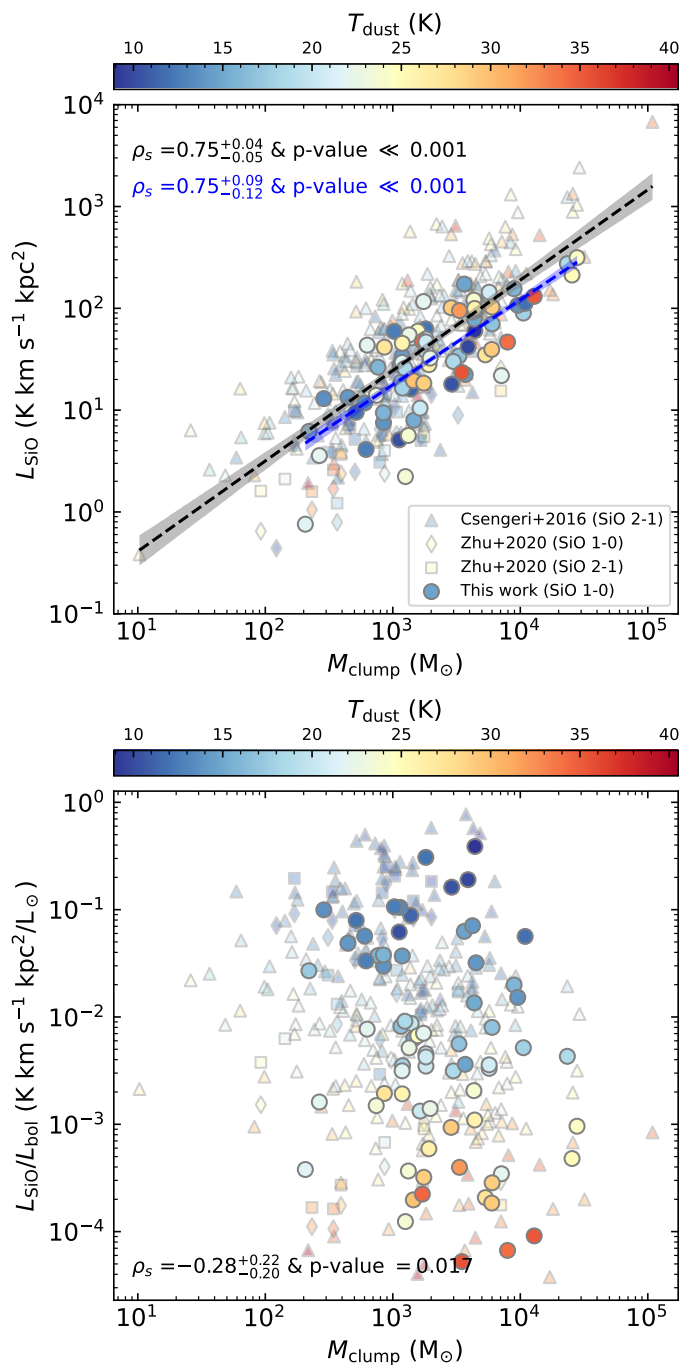 T_dust (K)
10 15 20 25 30 35 40
10^4
ρ_s =0.75^{+0.04}_{−0.05} & p-value ≪ 0.001
ρ_s =0.75^{+0.09}_{−0.12} & p-value ≪ 0.001
10^3
10^2
10^1
10^0
10^{−1}
L_SiO (K km s^{−1} kpc^2)
Csengeri+2016 (SiO 2-1)
Zhu+2020 (SiO 1-0)
Zhu+2020 (SiO 2-1)
This work (SiO 1-0)
10^1 10^2 10^3 10^4 10^5
M_clump (M_⊙)
T_dust (K)
10 15 20 25 30 35 40
10^0
10^{−1}
10^{−2}
10^{−3}
10^{−4}
L_SiO/L_bol (K km s^{−1} kpc^2/L_⊙)
ρ_s =−0.28^{+0.22}_{−0.20} & p-value = 0.017
10^1 10^2 10^3 10^4 10^5
M_clump (M_⊙)